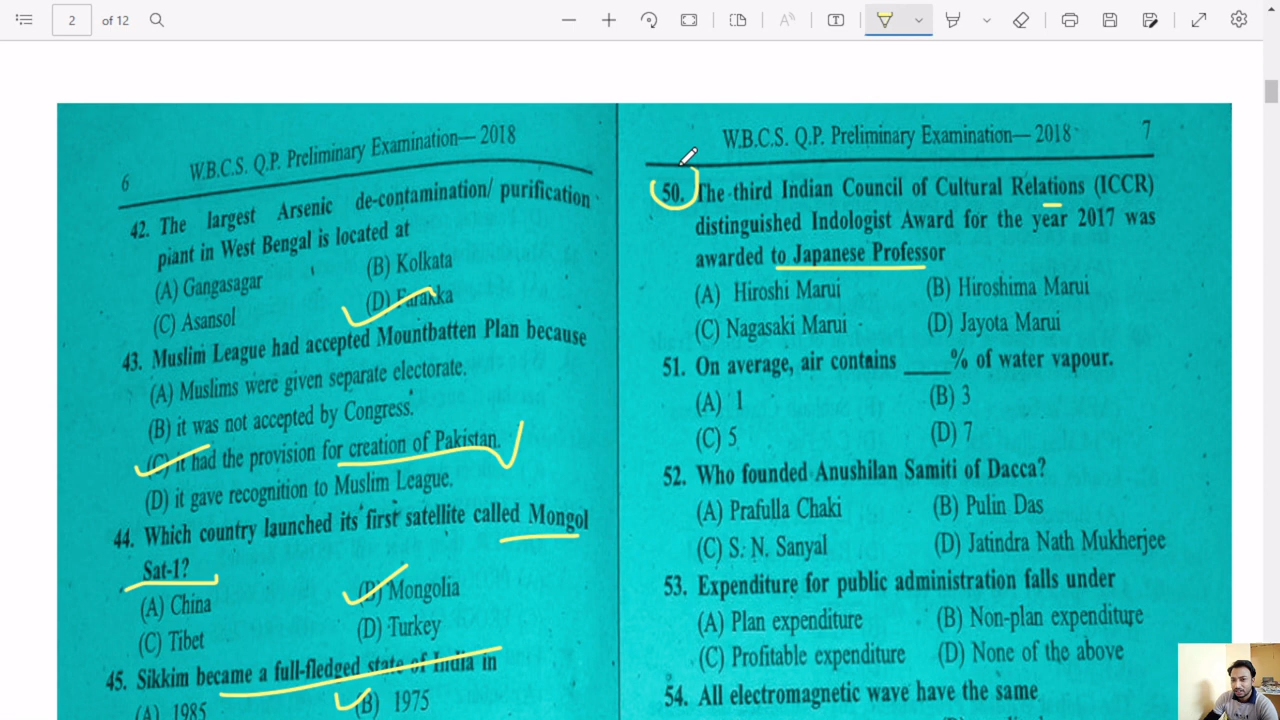 2 of 12
6 W.B.C.S. Q.P. Preliminary Examination— 2018
42. The largest Arsenic de-contamination/ purification
piant in West Bengal is located at
(A) Gangasagar (B) Kolkata
(C) Asansol (D) Farakka
43. Muslim League had accepted Mountbatten Plan because
(A) Muslims were given separate electorate.
(B) it was not accepted by Congress.
(C) it had the provision for creation of Pakistan.
(D) it gave recognition to Muslim League.
44. Which country launched its first satellite called Mongol
Sat-1?
(A) China (B) Mongolia
(C) Tibet (D) Turkey
45. Sikkim became a full-fledged state of India in
(A) 1985 (B) 1975
W.B.C.S. Q.P. Preliminary Examination— 2018 7
50. The third Indian Council of Cultural Relations (ICCR)
distinguished Indologist Award for the year 2017 was
awarded to Japanese Professor
(A) Hiroshi Marui (B) Hiroshima Marui
(C) Nagasaki Marui (D) Jayota Marui
51. On average, air contains ____% of water vapour.
(A) 1 (B) 3
(C) 5 (D) 7
52. Who founded Anushilan Samiti of Dacca?
(A) Prafulla Chaki (B) Pulin Das
(C) S. N. Sanyal (D) Jatindra Nath Mukherjee
53. Expenditure for public administration falls under
(A) Plan expenditure (B) Non-plan expenditure
(C) Profitable expenditure (D) None of the above
54. All electromagnetic wave have the same